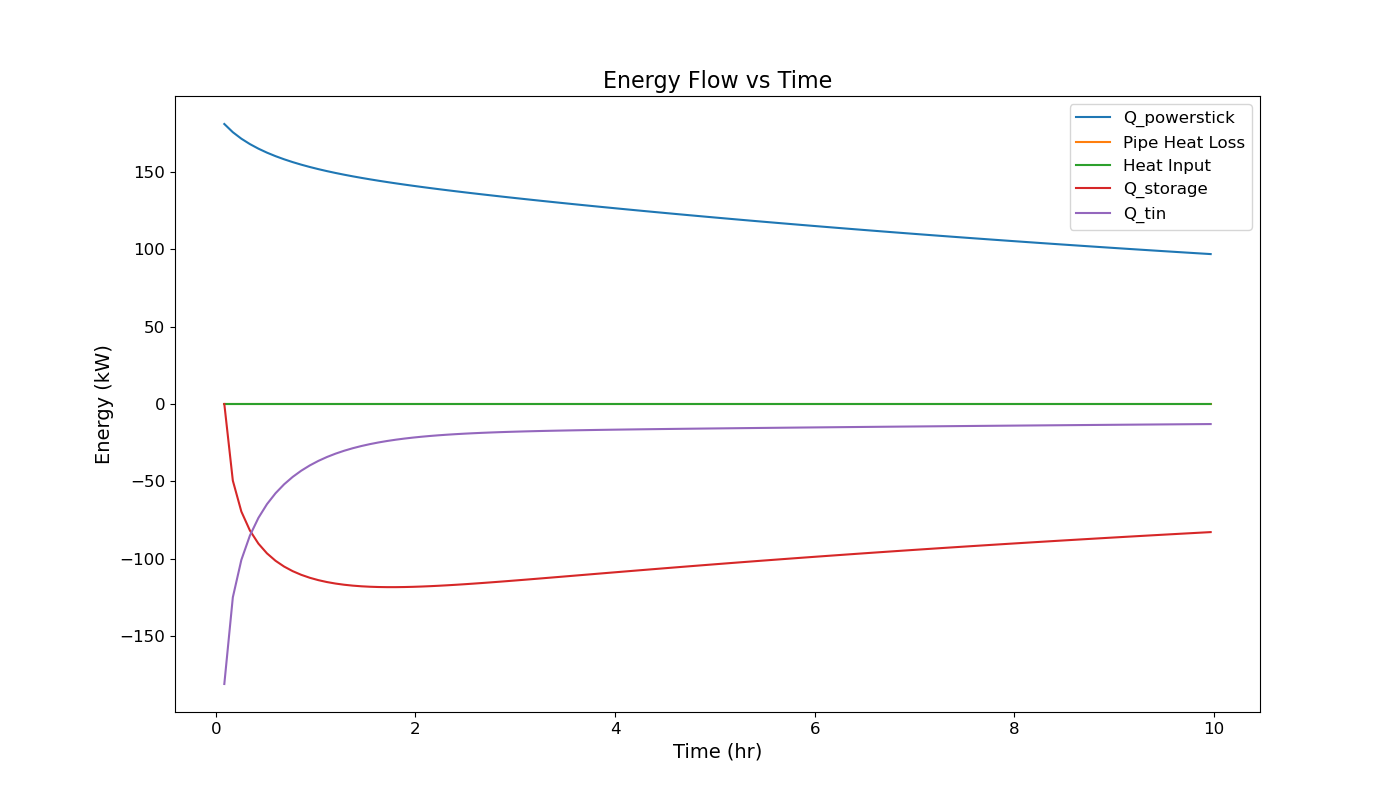 Energy Flow vs Time
Q_powerstick
Pipe Heat Loss
Heat Input
Q_storage
Q_tin
Energy (kW)
150
100
50
0
−50
−100
−150
0 2 4 6 8 10
Time (hr)